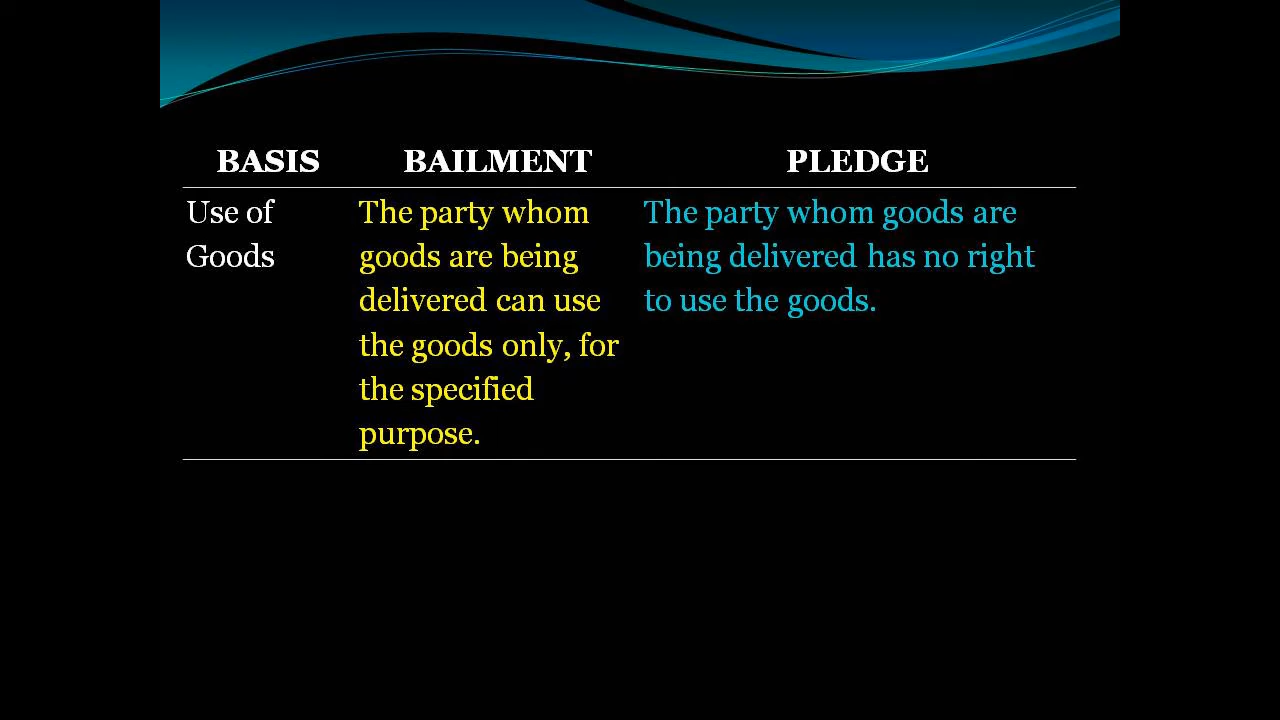 BASIS BAILMENT PLEDGE
Use of
Goods
The party whom
goods are being
delivered can use
the goods only, for
the specified
purpose.
The party whom goods are
being delivered has no right
to use the goods.